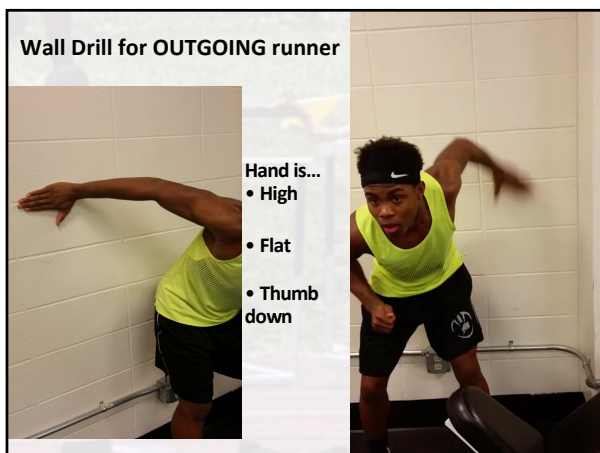 Wall Drill for OUTGOING runner
Hand is...
• High
• Flat
• Thumb
down